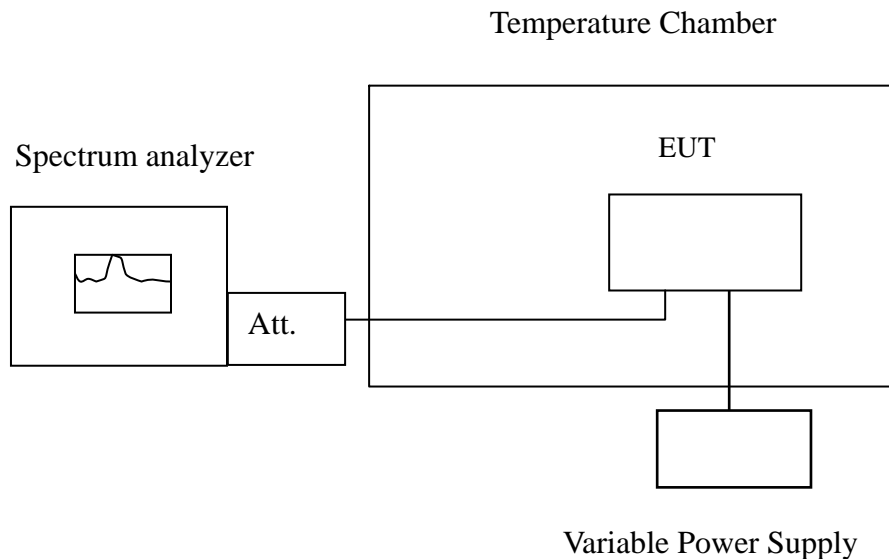 Temperature Chamber
EUT
Spectrum analyzer
Att.
Variable Power Supply